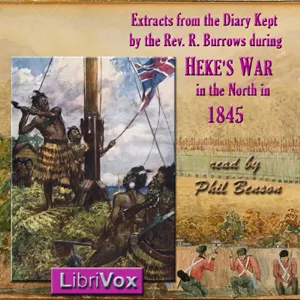 Extracts from the Diary Kept
by the Rev. R. Burrows during
HEKE'S WAR
in the North in
1845
read by
Phil Benson
LibriVox